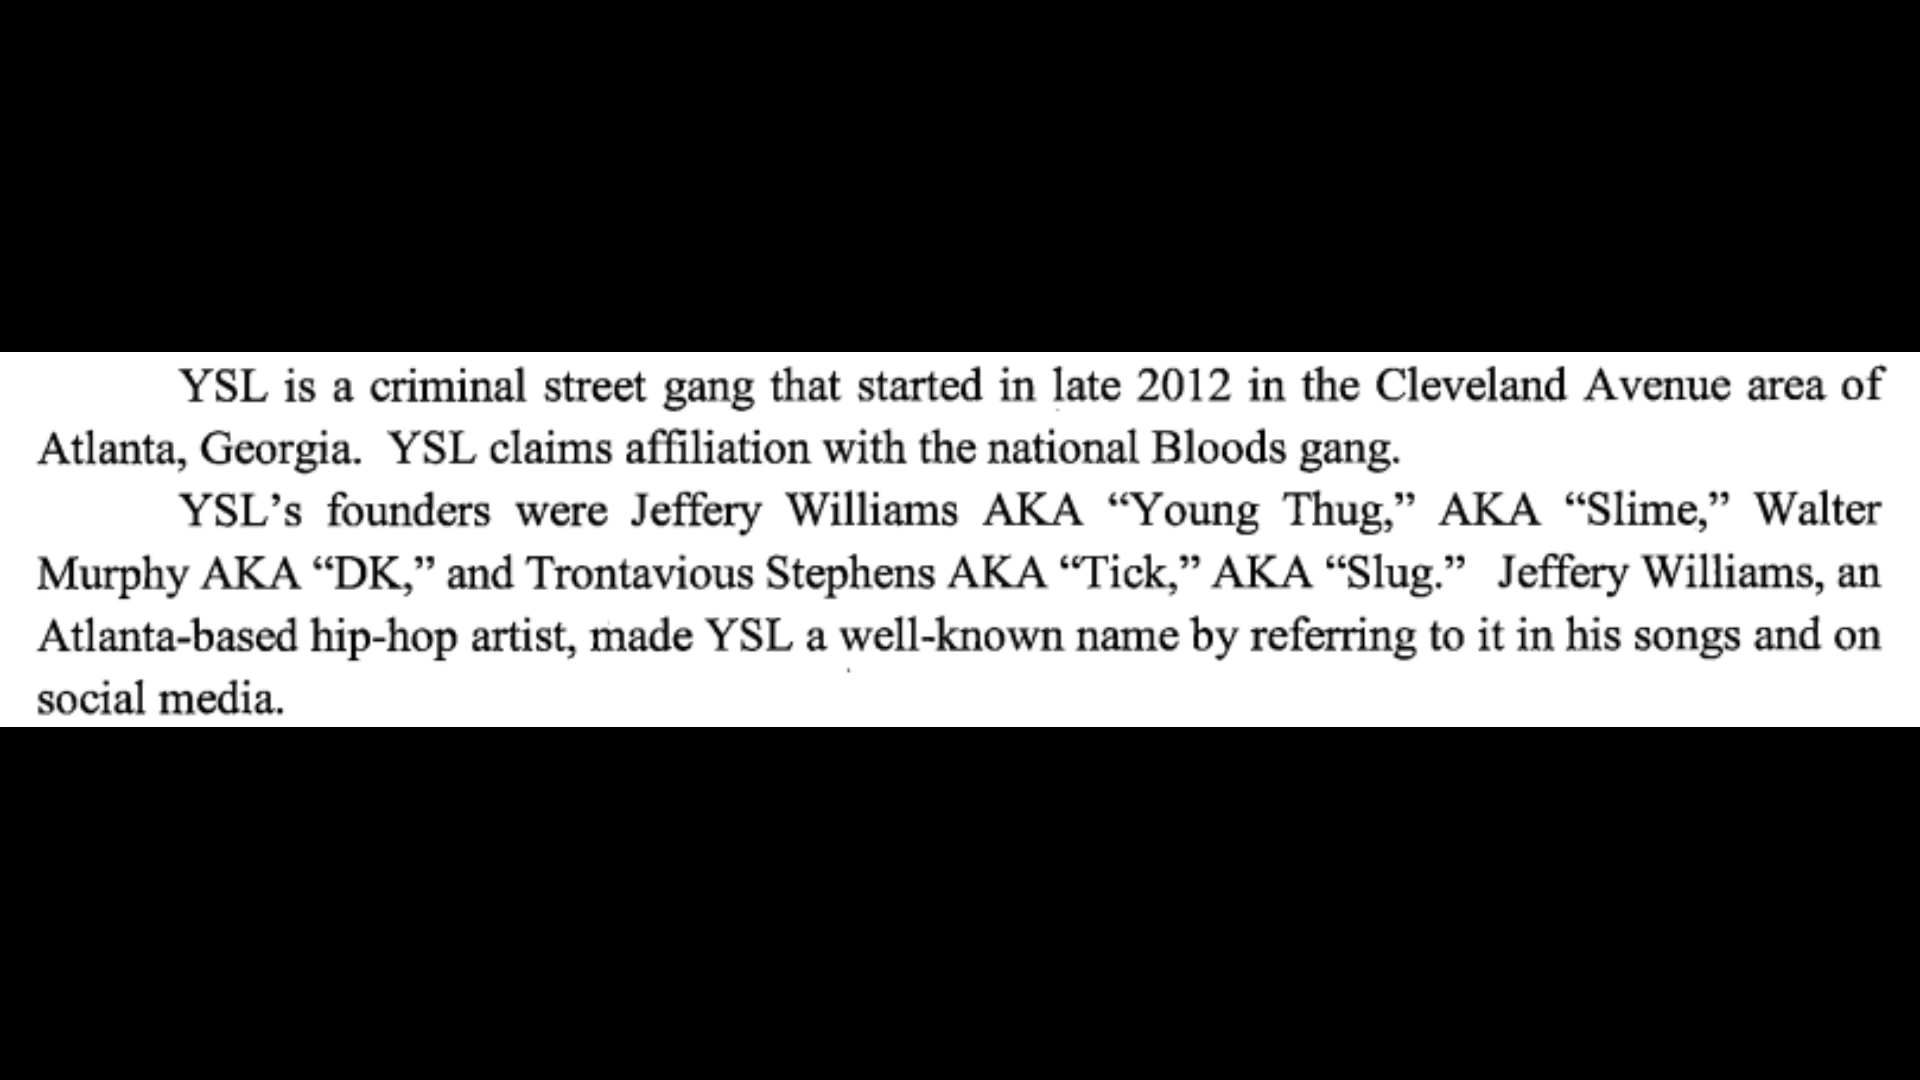 YSL is a criminal street gang that started in late 2012 in the Cleveland Avenue area of
Atlanta, Georgia. YSL claims affiliation with the national Bloods gang.
YSL’s founders were Jeffery Williams AKA “Young Thug,” AKA “Slime,” Walter
Murphy AKA “DK,” and Trontavious Stephens AKA “Tick,” AKA “Slug.” Jeffery Williams, an
Atlanta-based hip-hop artist, made YSL a well-known name by referring to it in his songs and on
social media.